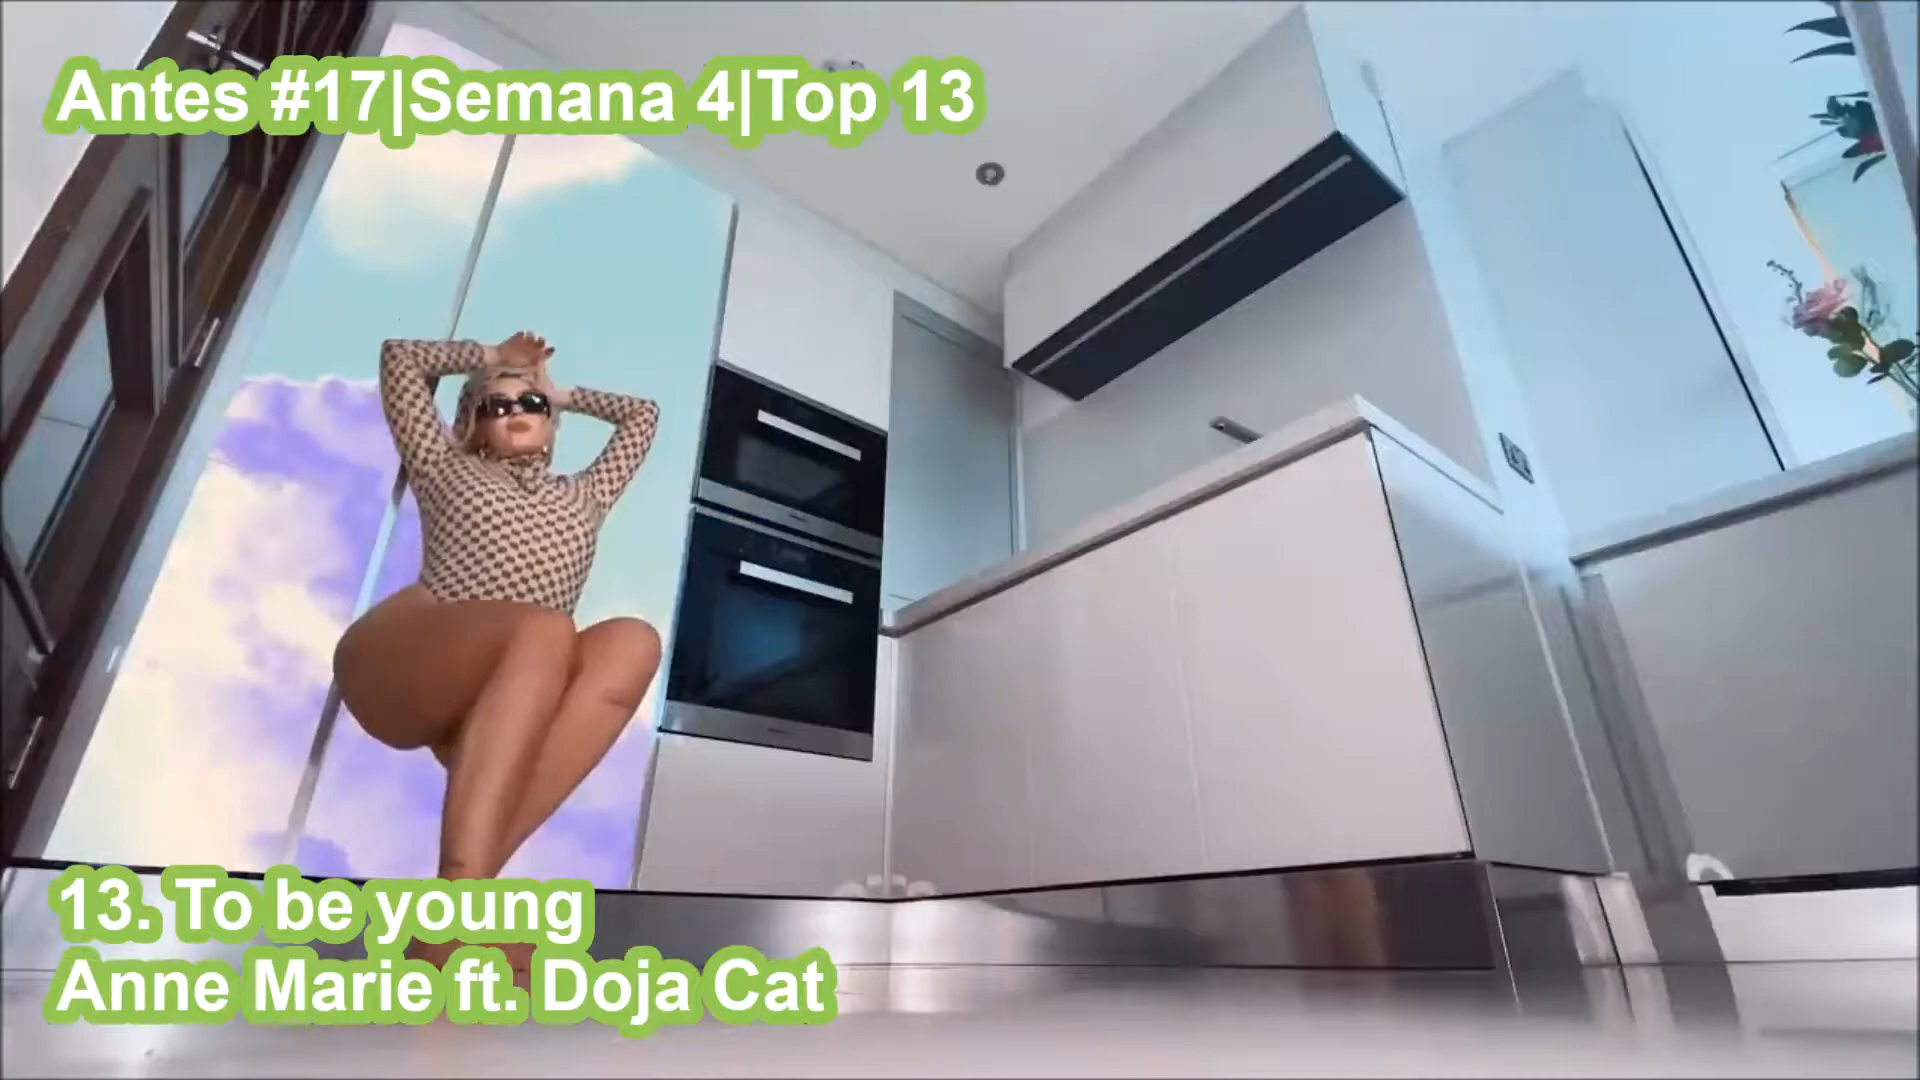 Antes #17|Semana 4|Top 13
13. To be young
Anne Marie ft. Doja Cat